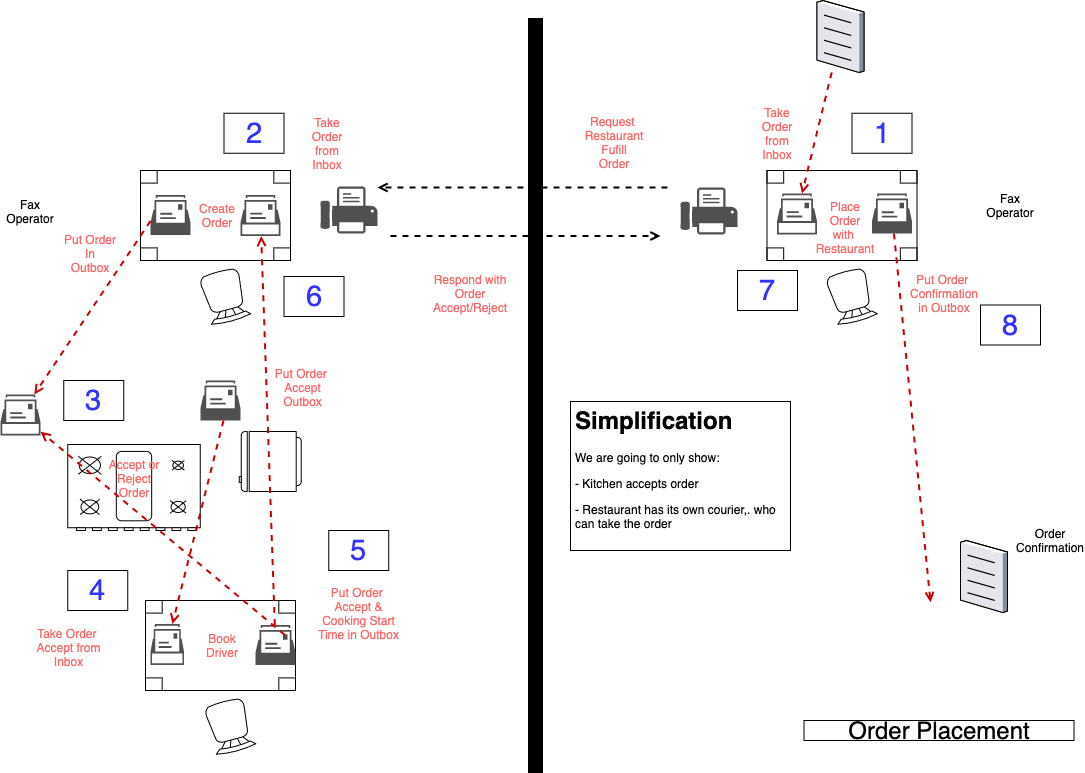 2
Take
Order
from
Inbox
Fax
Operator
Create
Order
Put Order
In
Outbox
6
Request
Restaurant
Fufill
Order
Respond with
Order
Accept/Reject
Take
Order
from
Inbox
1
Place
Order
with
Restaurant
Fax
Operator
7
Put Order
Confirmation
in Outbox
8
3
Put Order
Accept
Outbox
Accept or
Reject
Order
Simplification
We are going to only show:
- Kitchen accepts order
- Restaurant has its own courier,. who
can take the order
5
4
Put Order
Accept &
Cooking Start
Time in Outbox
Take Order
Accept from
Inbox
Book
Driver
Order
Confirmation
Order Placement